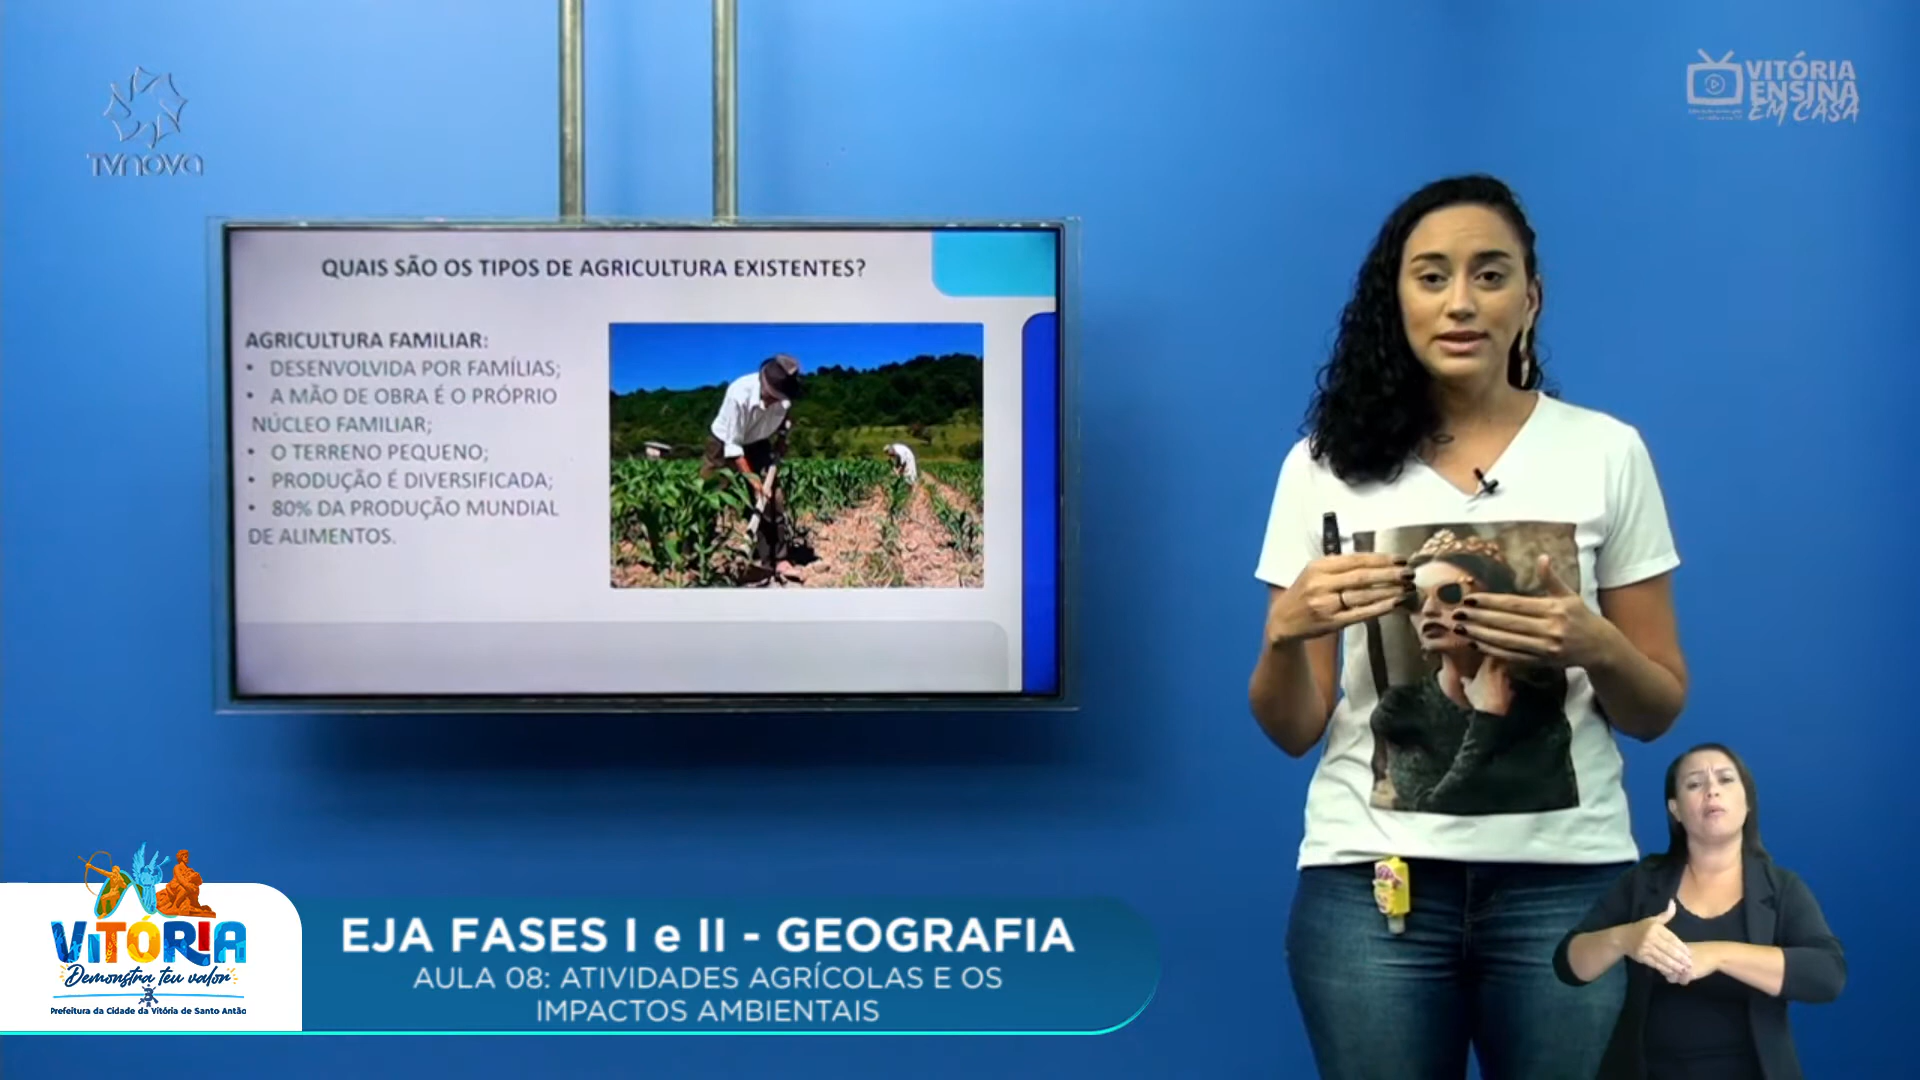 TVNOVA
VITÓRIA
ENSINA
EM CASA
QUAIS SÃO OS TIPOS DE AGRICULTURA EXISTENTES?
AGRICULTURA FAMILIAR:
• DESENVOLVIDA POR FAMÍLIAS;
• A MÃO DE OBRA É O PRÓPRIO
NÚCLEO FAMILIAR;
• O TERRENO PEQUENO;
• PRODUÇÃO É DIVERSIFICADA;
• 80% DA PRODUÇÃO MUNDIAL
DE ALIMENTOS.
VITÓRIA
Demonstra teu valor
Prefeitura da Cidade da Vitória de Santo Antão
EJA FASES I e II - GEOGRAFIA
AULA 08: ATIVIDADES AGRÍCOLAS E OS
IMPACTOS AMBIENTAIS